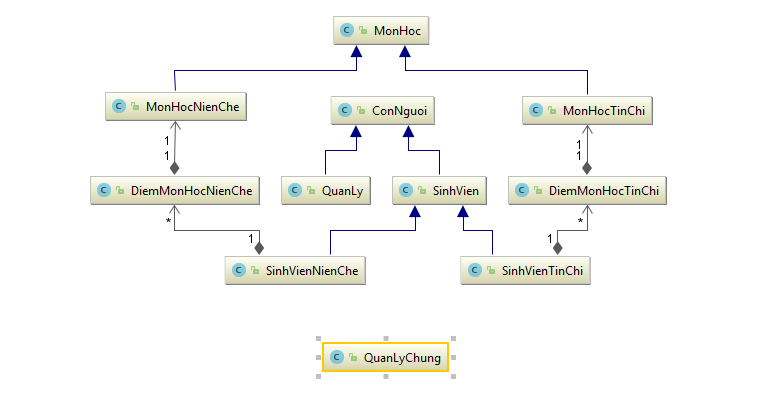 MonHoc
MonHocNienChe
ConNguoi
MonHocTinChi
1
1
1
1
DiemMonHocNienChe
QuanLy
SinhVien
DiemMonHocTinChi
*
1
1
*
SinhVienNienChe
SinhVienTinChi
QuanLyChung